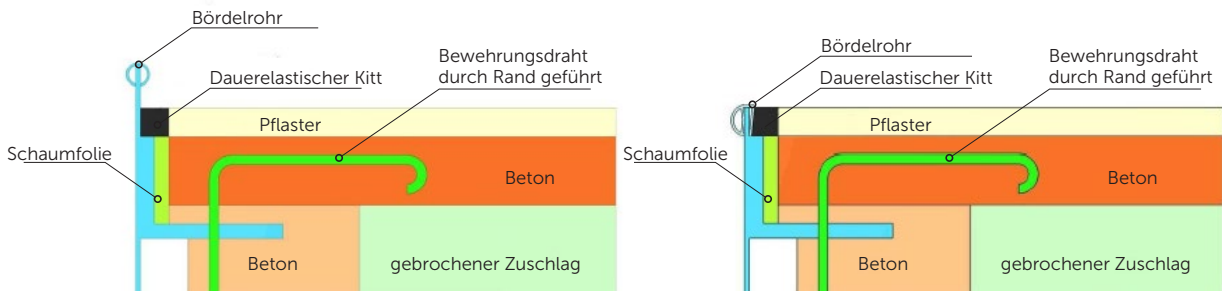 Bördelrohr
Bewehrungsdraht
durch Rand geführt
Dauerelastischer Kitt
Pflaster
Schaumfolie
Beton
Beton
gebrochener Zuschlag
Bördelrohr
Bewehrungsdraht
durch Rand geführt
Dauerelastischer Kitt
Pflaster
Schaumfolie
Beton
Beton
gebrochener Zuschlag